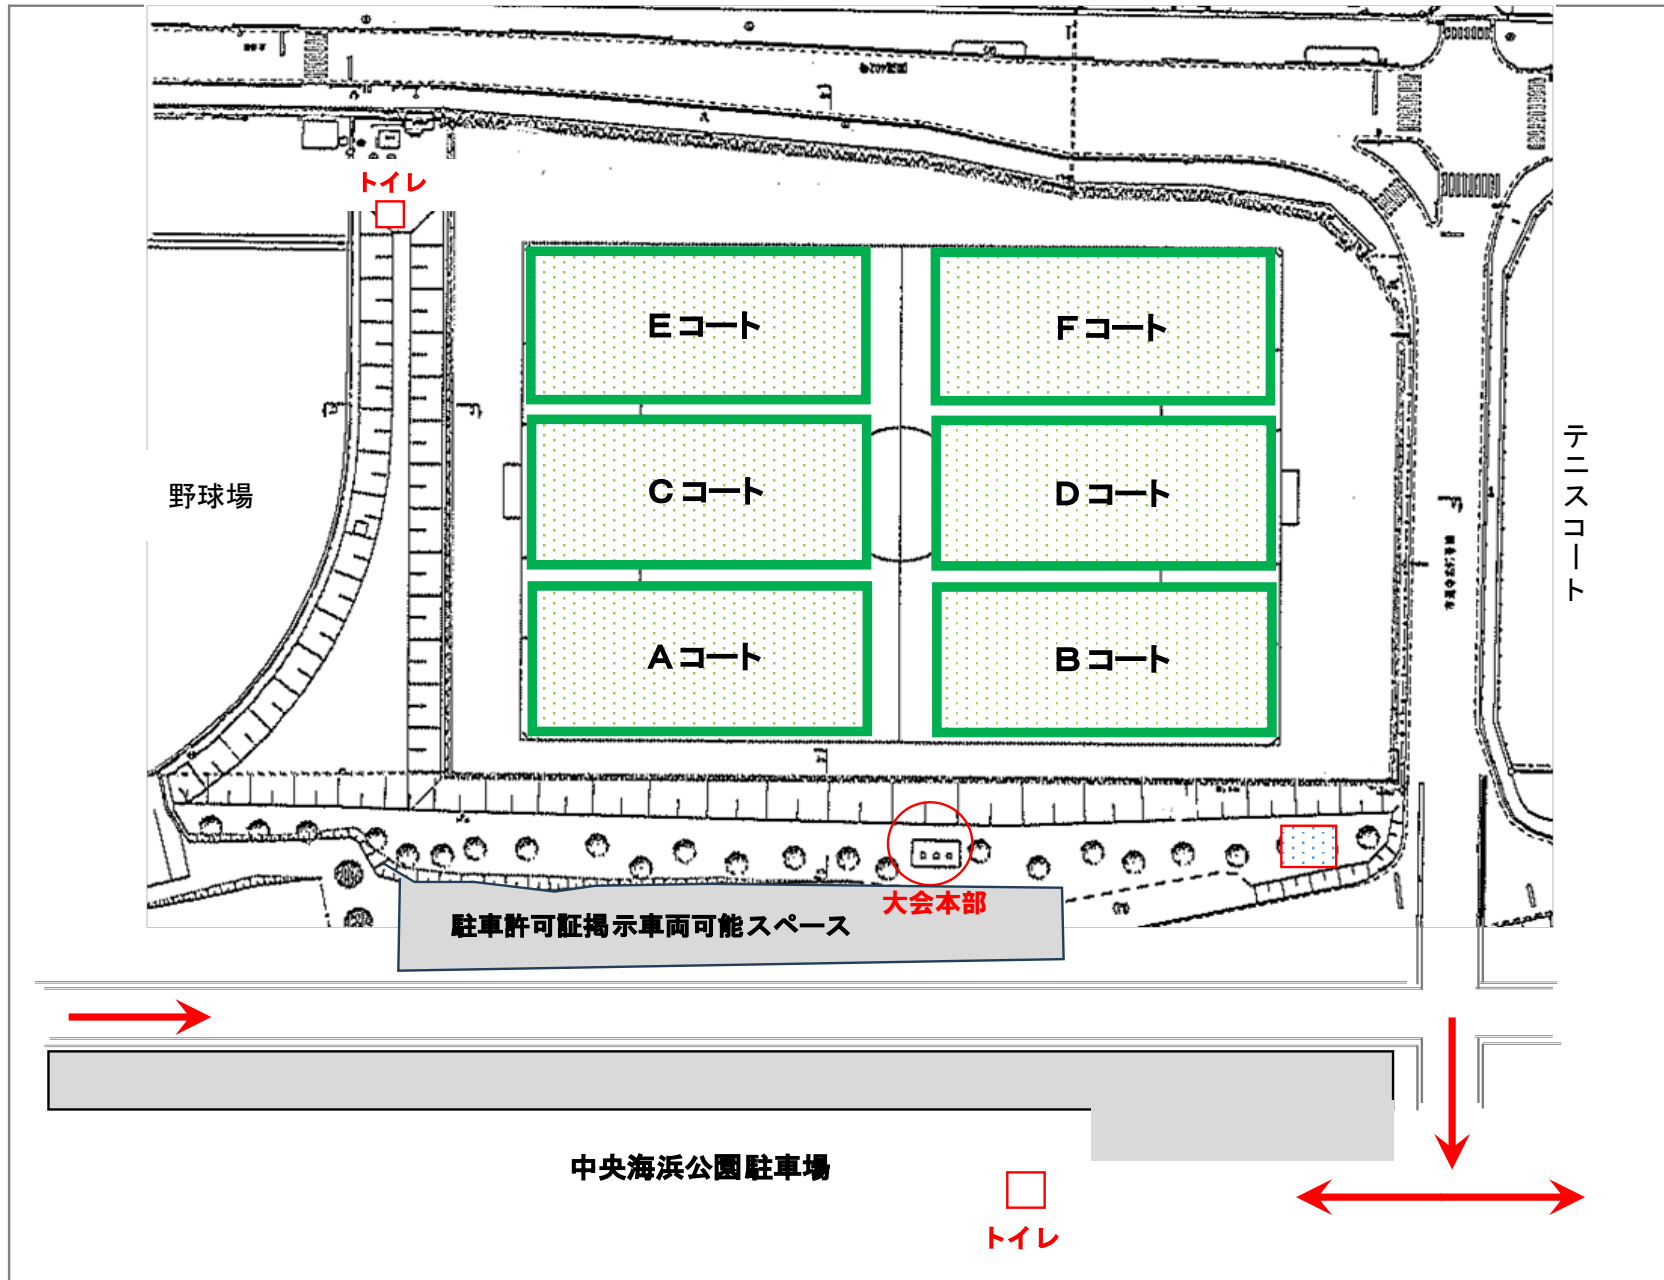 トイレ
Eコート
Fコート
Cコート
Dコート
野球場
テニスコート
Aコート
Bコート
大会本部
駐車許可証掲示車両可能スペース
中央海浜公園駐車場
トイレ